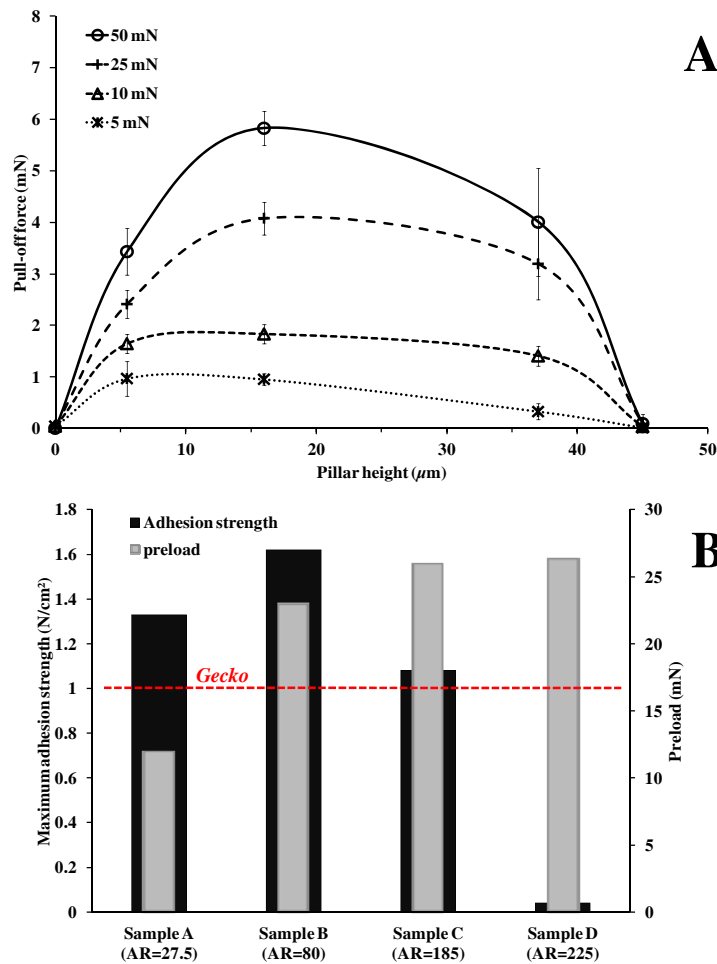 A
50 mN
25 mN
10 mN
5 mN
8
7
6
5
4
3
2
1
0
Pull-off force (mN)
0 10 20 30 40 50
Pillar height (µm)
B
Adhesion strength
preload
1.8
1.6
1.4
1.2
1
0.8
0.6
0.4
0.2
0
Maximum adhesion strength (N/cm²)
Gecko
30
25
20
15
10
5
0
Preload (mN)
Sample A Sample B Sample C Sample D
(AR=27.5) (AR=80) (AR=185) (AR=225)